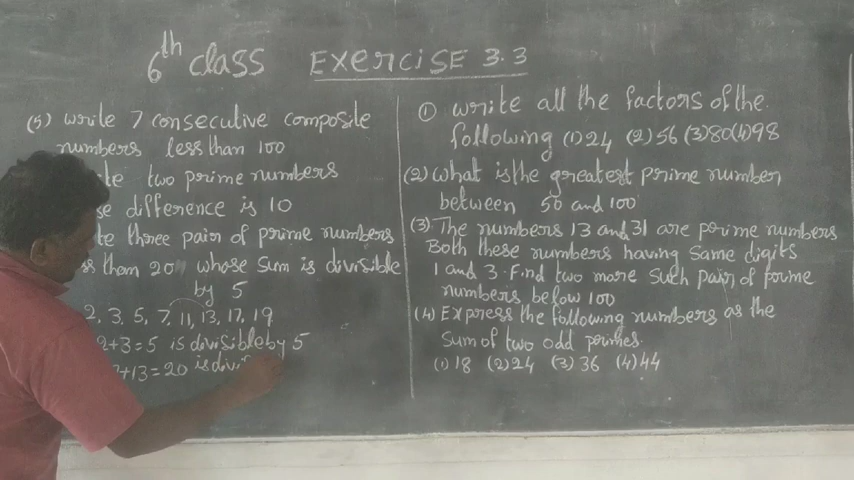 6th class Exercise 3.3
(5) write 7 consecutive composite
numbers less than 100
two prime numbers
difference is 10
three pair of prime numbers
than 20 whose sum is divisible
by 5
2, 3, 5, 7, 11, 13, 17, 19
2+3=5 is divisible by 5
+13=20 is
(1) write all the factors of the
following (1) 24 (2) 56 (3) 80 (4) 98
(2) what is the greatest prime number
between 50 and 100
(3) The numbers 13 and 31 are prime numbers
Both these numbers having same digits
1 and 3. Find two more such pair of prime
numbers below 100
(4) Express the following numbers as the
sum of two odd primes.
(1) 18 (2) 24 (3) 36 (4) 44